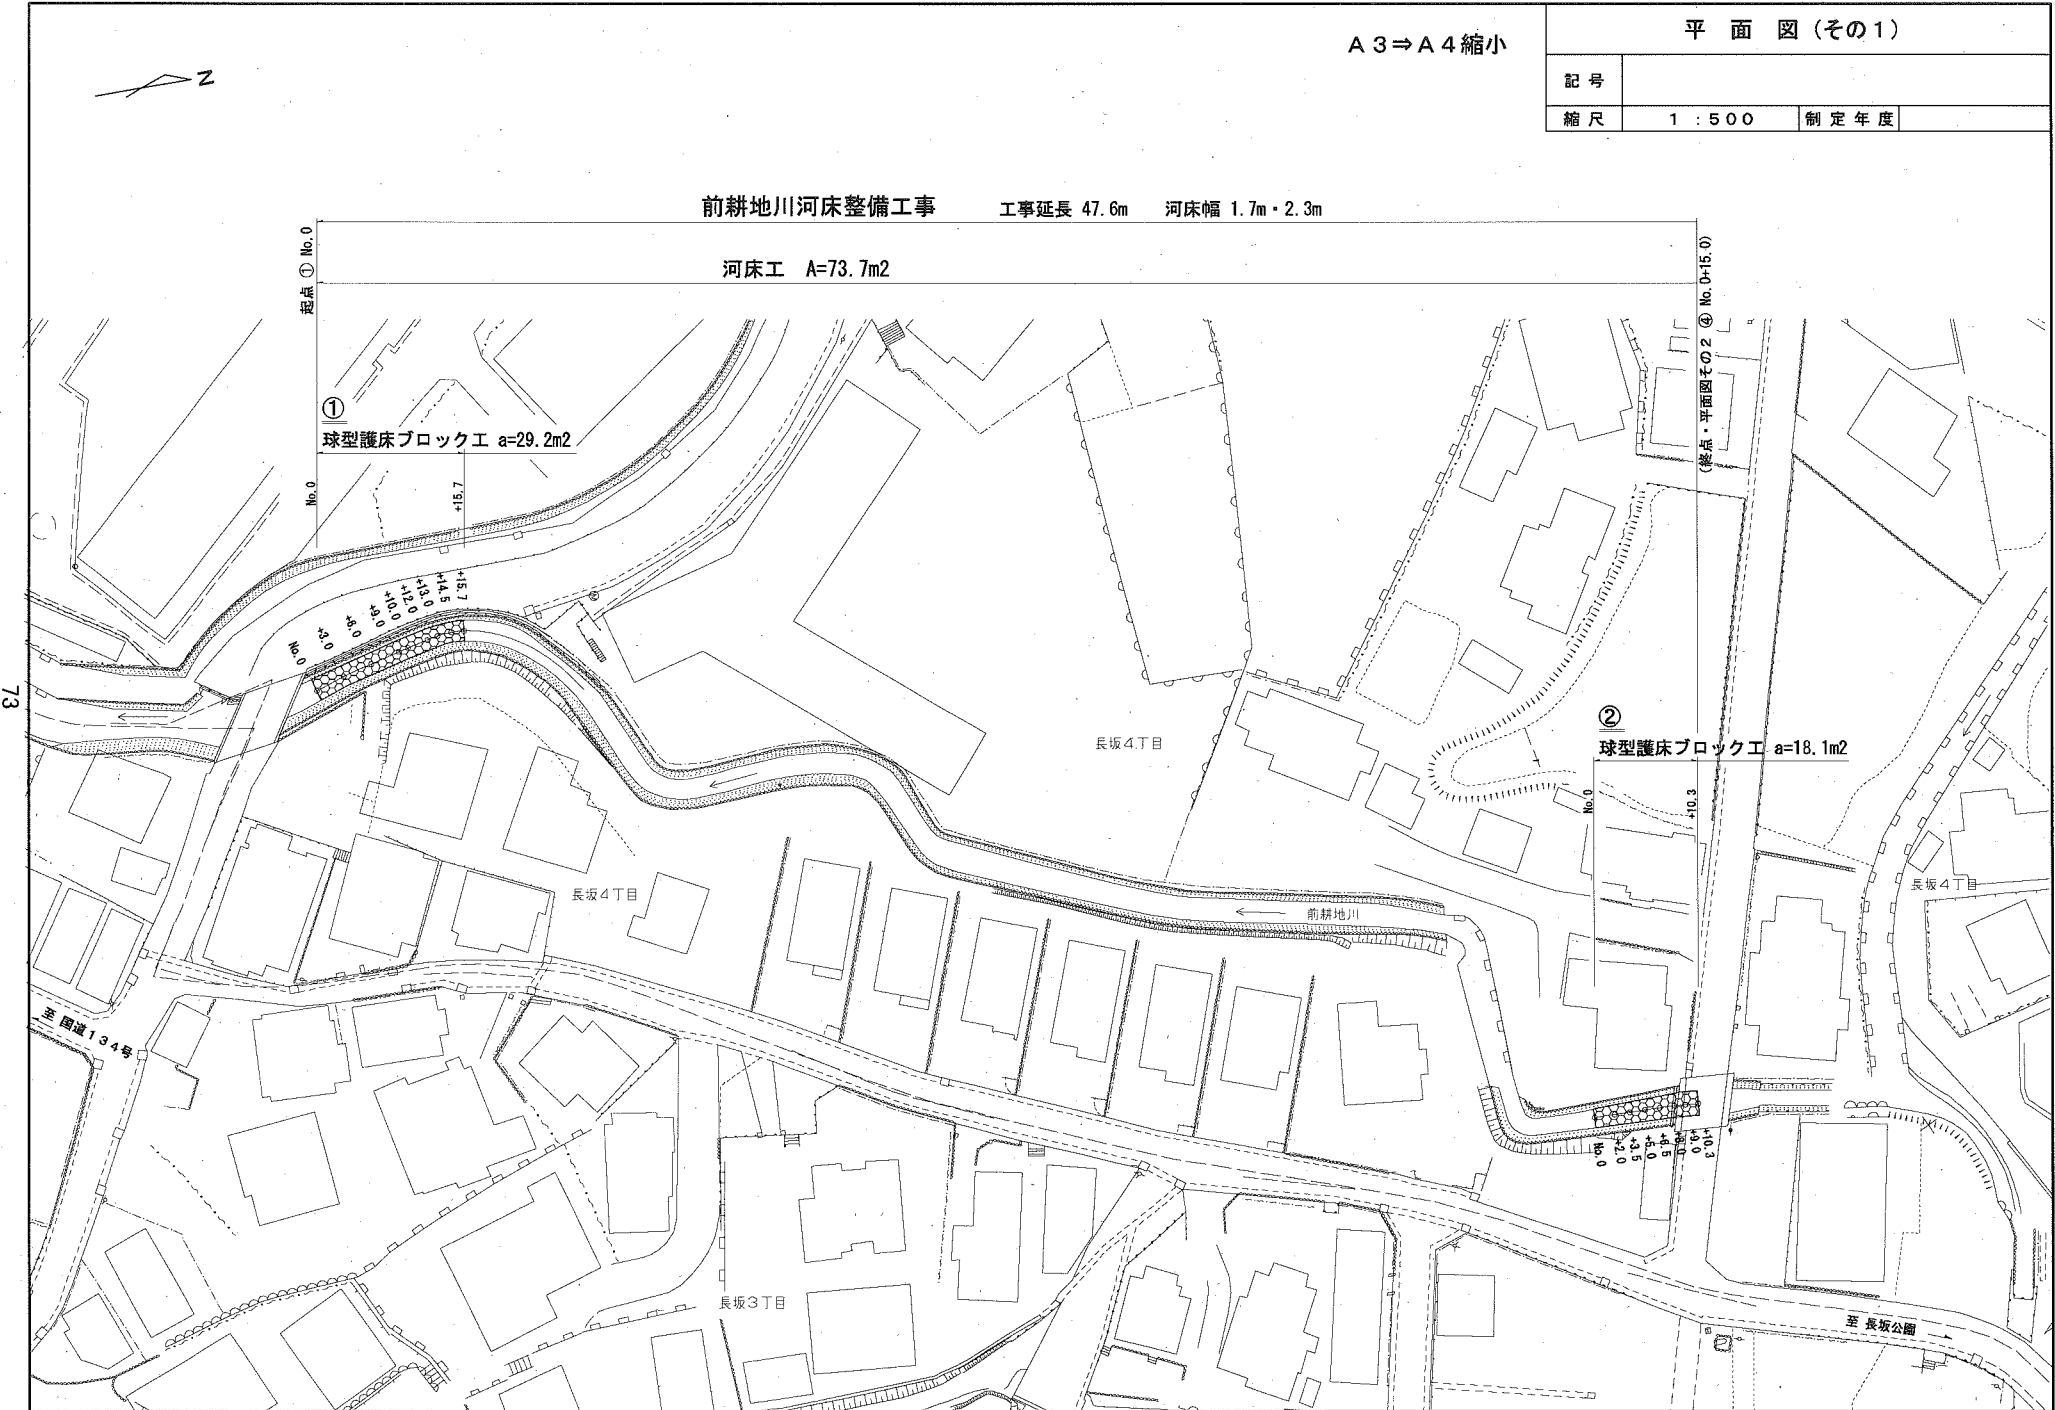 A3⇒A4縮小
平 面 図 (その1)
記号
縮尺 1:500 制定年度
Z
前耕地川河床整備工事 工事延長 47.6m 河床幅 1.7m・2.3m
河床工 A=73.7m2
起点 ① No.0
(終点・平面図その2 ④ No.0+15.0)
①
球型護床ブロック工 a=29.2m2
No.0
+15.7
No.0
+3.0
+6.0
+9.0
+10.0
+12.0
+13.0
+14.5
+15.7
73
長坂4丁目
②
球型護床ブロック工 a=18.1m2
No.0
+10.3
長坂4丁目
長坂4丁目
前耕地川
至 国道134号
No.0
+2.0
+3.5
+5.0
+6.5
+9.0
+10.3
長坂3丁目
至 長坂公園